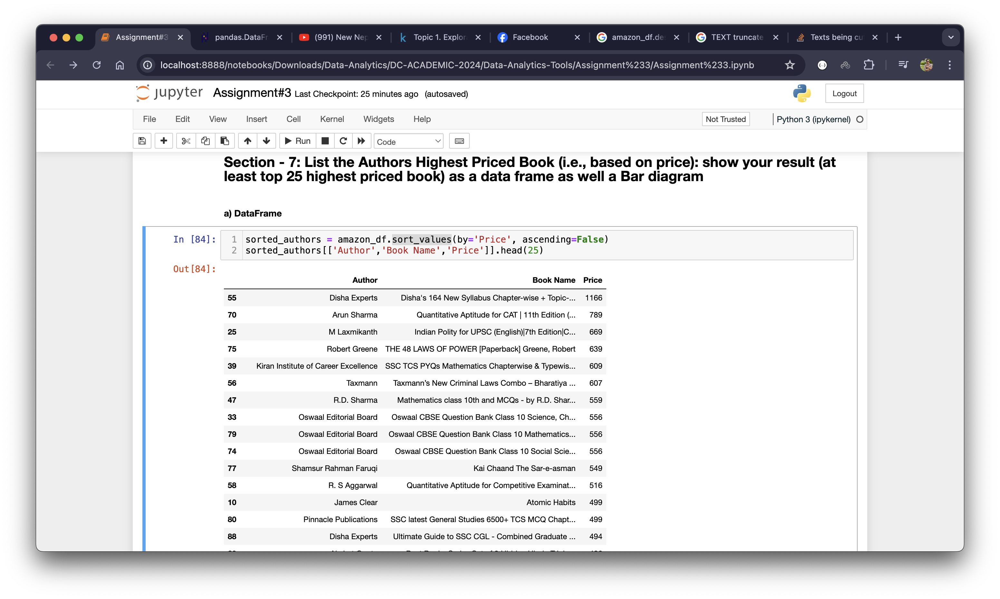 Assignment#3
pandas.DataFr
(991) New Nep
Topic 1. Explor
Facebook
amazon_df.de
TEXT truncate
Texts being cu
localhost:8888/notebooks/Downloads/Data-Analytics/DC-ACADEMIC-2024/Data-Analytics-Tools/Assignment%233/Assignment%233.ipynb
jupyter Assignment#3 Last Checkpoint: 25 minutes ago (autosaved)
Logout
File Edit View Insert Cell Kernel Widgets Help
Not Trusted
Python 3 (ipykernel)
Run
Code
Section - 7: List the Authors Highest Priced Book (i.e., based on price): show your result (at
least top 25 highest priced book) as a data frame as well a Bar diagram
a) DataFrame
In [84]:
1 sorted_authors = amazon_df.sort_values(by='Price', ascending=False)
2 sorted_authors[['Author','Book Name','Price']].head(25)
Out[84]:
Author Book Name Price
55 Disha Experts Disha's 164 New Syllabus Chapter-wise + Topic-... 1166
70 Arun Sharma Quantitative Aptitude for CAT | 11th Edition (... 789
25 M Laxmikanth Indian Polity for UPSC (English)|7th Edition|C... 669
75 Robert Greene THE 48 LAWS OF POWER [Paperback] Greene, Robert 639
39 Kiran Institute of Career Excellence SSC TCS PYQs Mathematics Chapterwise & Typewis... 609
56 Taxmann Taxmann’s New Criminal Laws Combo – Bharatiya ... 607
47 R.D. Sharma Mathematics class 10th and MCQs - by R.D. Shar... 559
33 Oswaal Editorial Board Oswaal CBSE Question Bank Class 10 Science, Ch... 556
79 Oswaal Editorial Board Oswaal CBSE Question Bank Class 10 Mathematics... 556
74 Oswaal Editorial Board Oswaal CBSE Question Bank Class 10 Social Scie... 556
77 Shamsur Rahman Faruqi Kai Chaand The Sar-e-asman 549
58 R. S Aggarwal Quantitative Aptitude for Competitive Examinat... 516
10 James Clear Atomic Habits 499
80 Pinnacle Publications SSC latest General Studies 6500+ TCS MCQ Chapt... 499
88 Disha Experts Ultimate Guide to SSC CGL - Combined Graduate ... 494